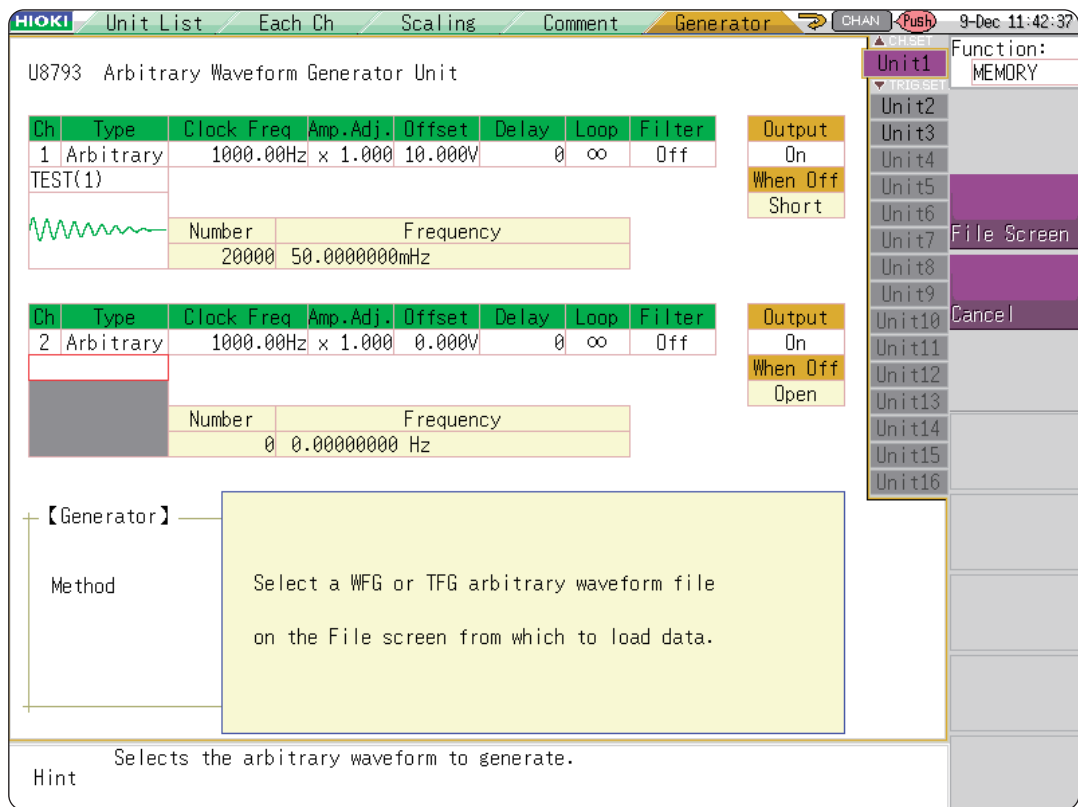 HIOKI Unit List Each Ch Scaling Comment Generator CHAN Push 9-Dec 11:42:37
U8793 Arbitrary Waveform Generator Unit
Ch Type Clock Freq Amp.Adj. Offset Delay Loop Filter
1 Arbitrary 1000.00Hz x 1.000 10.000V 0 ∞ Off
TEST(1)
Number Frequency
20000 50.0000000mHz
Output
On
When Off
Short
Ch Type Clock Freq Amp.Adj. Offset Delay Loop Filter
2 Arbitrary 1000.00Hz x 1.000 0.000V 0 ∞ Off
Number Frequency
0 0.00000000 Hz
Output
On
When Off
Open
【Generator】
Method
Select a WFG or TFG arbitrary waveform file
on the File screen from which to load data.
Hint
Selects the arbitrary waveform to generate.
▲ CH.SET
Unit1
▼ TRIG.SET
Unit2
Unit3
Unit4
Unit5
Unit6
Unit7
Unit8
Unit9
Unit10
Unit11
Unit12
Unit13
Unit14
Unit15
Unit16
Function:
MEMORY
File Screen
Cancel